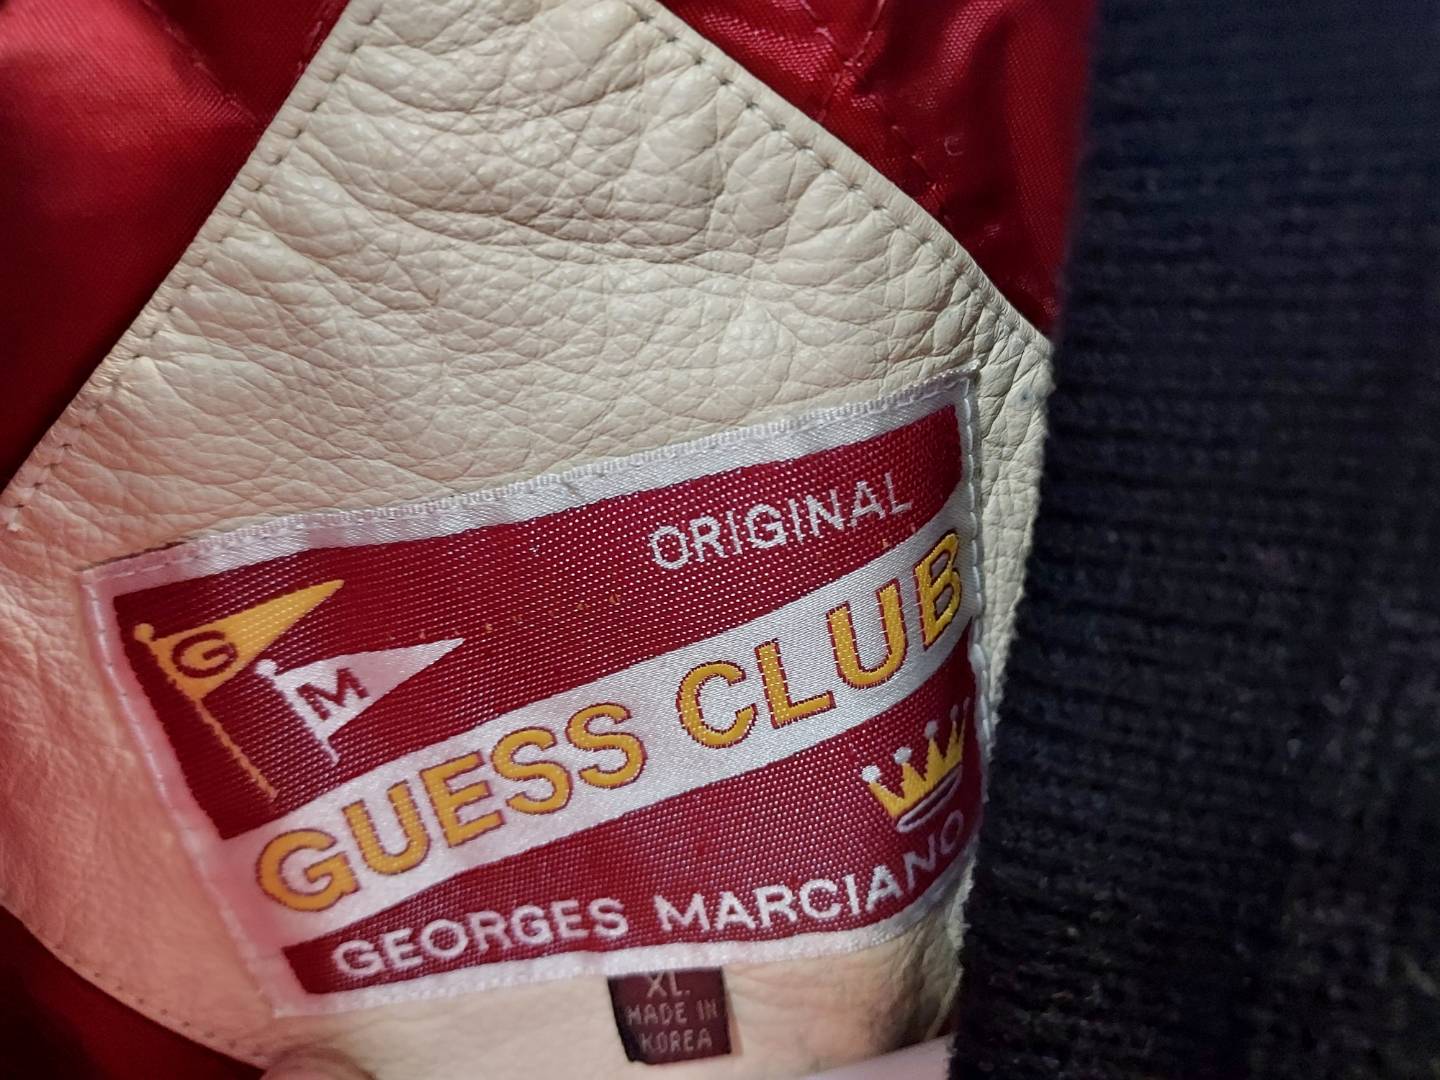 ORIGINAL
G
M
GUESS CLUB
GEORGES MARCIANO
XL
MADE IN
KOREA